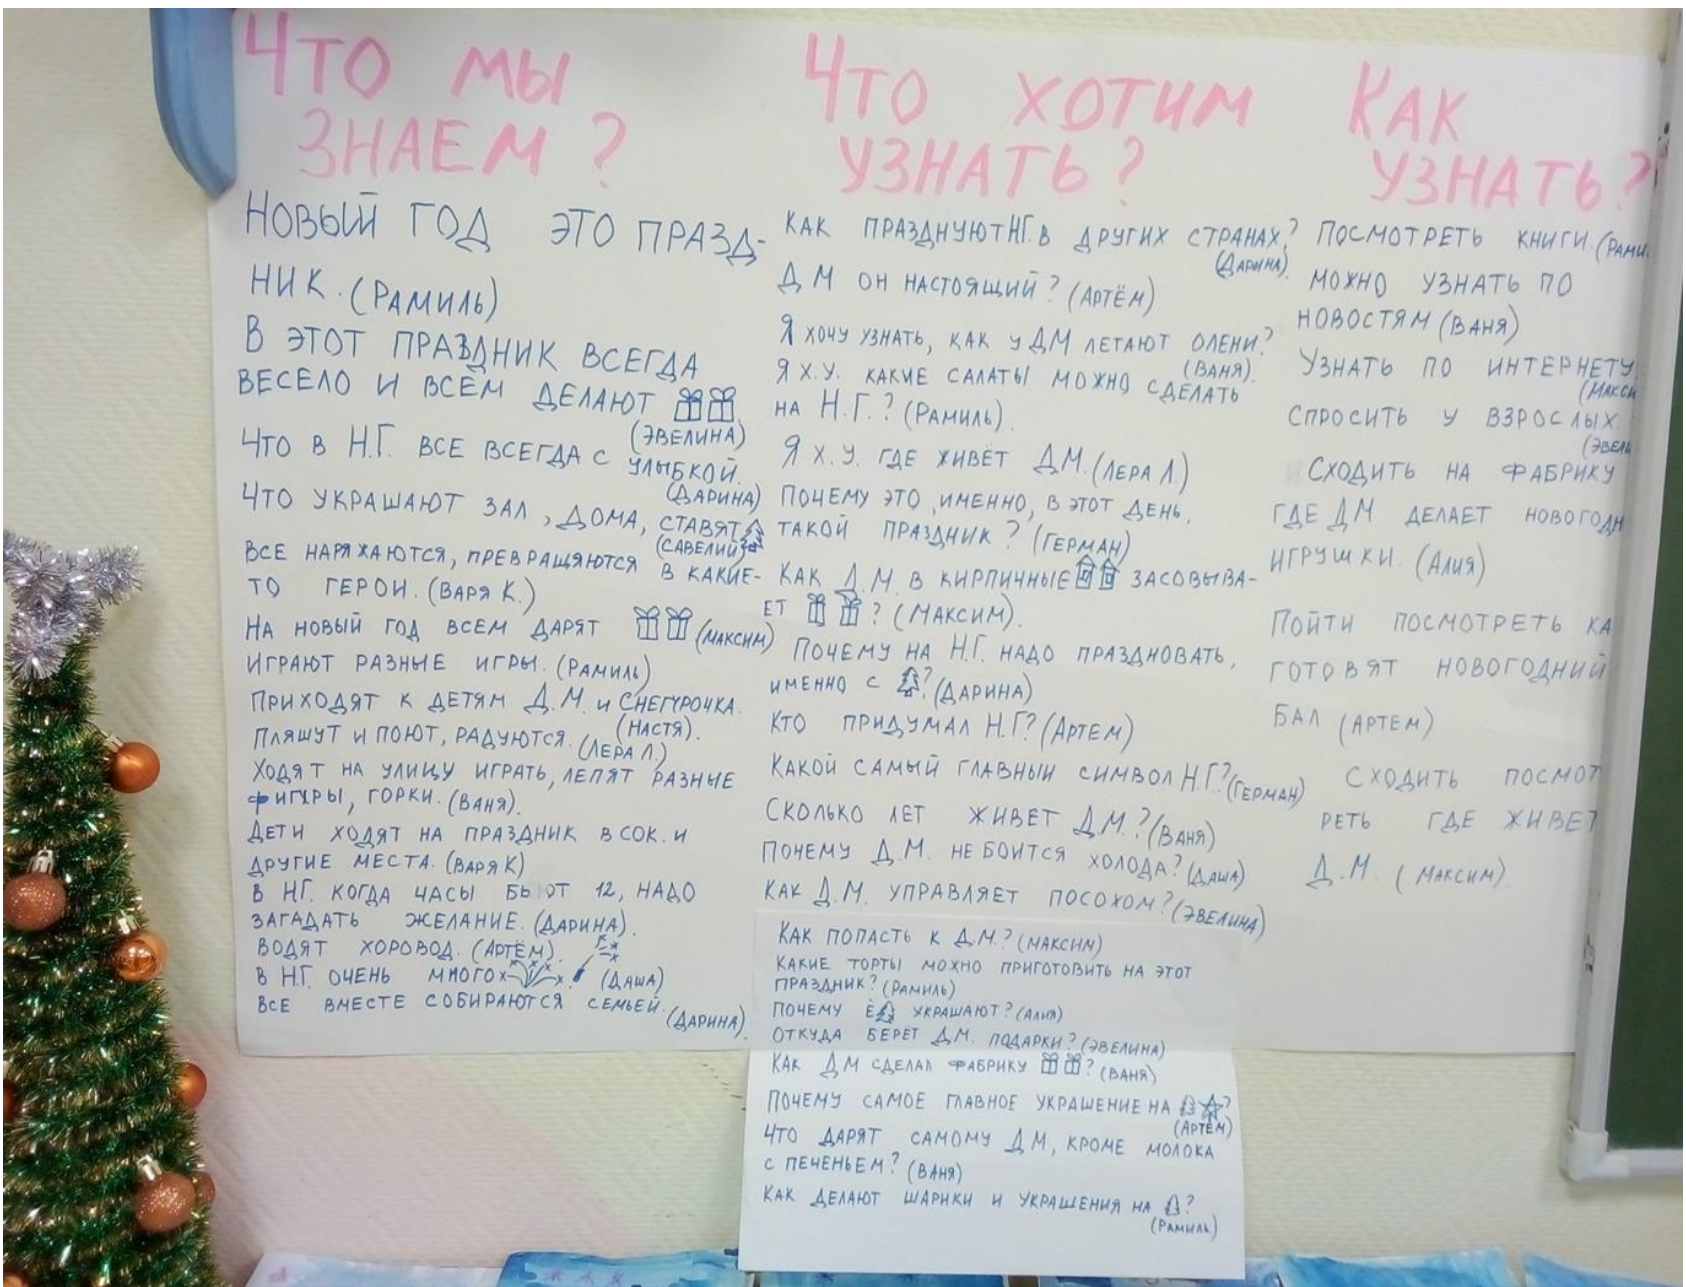 Что мы
знаем?
Новый год это празд-
ник. (Рамиль)
В этот праздник всегда
весело и всем делают
(Эвелина)
Что в Н.Г. все всегда с улыбкой.
(Дарина)
Что украшают зал, дома, ставят
(Савелий)
Все наряжаются, превращяются в какие-
то герои. (Варя К.)
На новый год всем дарят (Максим)
Играют разные игры. (Рамиль)
Приходят к детям Д.М. и Снегурочка.
(Настя).
Пляшут и поют, радуются. (Лера Л.)
Ходят на улицу играть, лепят разные
фигуры, горки. (Ваня).
Дети ходят на праздник в сок. и
другие места. (Варя К)
В Н.Г. когда часы бьют 12, надо
загадать желание. (Дарина).
Водят хоровод. (Артём).
В Н.Г. очень много (Даша)
Все вместе собираются семьей.
(Дарина)
Что хотим
узнать?
Как празднуют Н.Г. в других странах?
(Дарина).
ДМ он настоящий? (Артём)
Я хочу узнать, как у ДМ летают олени?
(Ваня).
Я х.у. какие салаты можно сделать
на Н.Г.? (Рамиль).
Я х.у. где живёт Д.М. (Лера Л.)
Почему это, именно, в этот день,
такой праздник? (Герман)
Как Д.М. в кирпичные засовыва-
ет ? (Максим).
Почему на Н.Г. надо праздновать,
именно с ? (Дарина)
Кто придумал Н.Г? (Артем)
Какой самый главный символ Н.Г.? (Герман)
Сколько лет живет Д.М.? (Ваня)
Почему Д.М. не боится холода? (Даша)
Как Д.М. управляет посохом? (Эвелина)
Как попасть к Д.М.? (Максим)
Какие торты можно приготовить на этот
праздник? (Рамиль)
Почему ё украшают? (Алия)
Откуда берет Д.М. подарки? (Эвелина)
Как ДМ сделал фабрику ? (Ваня)
Почему самое главное украшение на ?
(Артём)
Что дарят самому ДМ, кроме молока
с печеньем? (Ваня)
Как делают шарики и украшения на ?
(Рамиль)
Как
узнать?
Посмотреть книги. (Рами
Можно узнать по
новостям (Ваня)
Узнать по интернету.
(Макси
Спросить у взрослых.
(Эвели
Сходить на фабрику
где ДМ делает новогодн
игрушки. (Алия)
Пойти посмотреть ка
готовят новогодний
бал (Артем)
Сходить посмот
реть где живет
Д.М. (Максим).